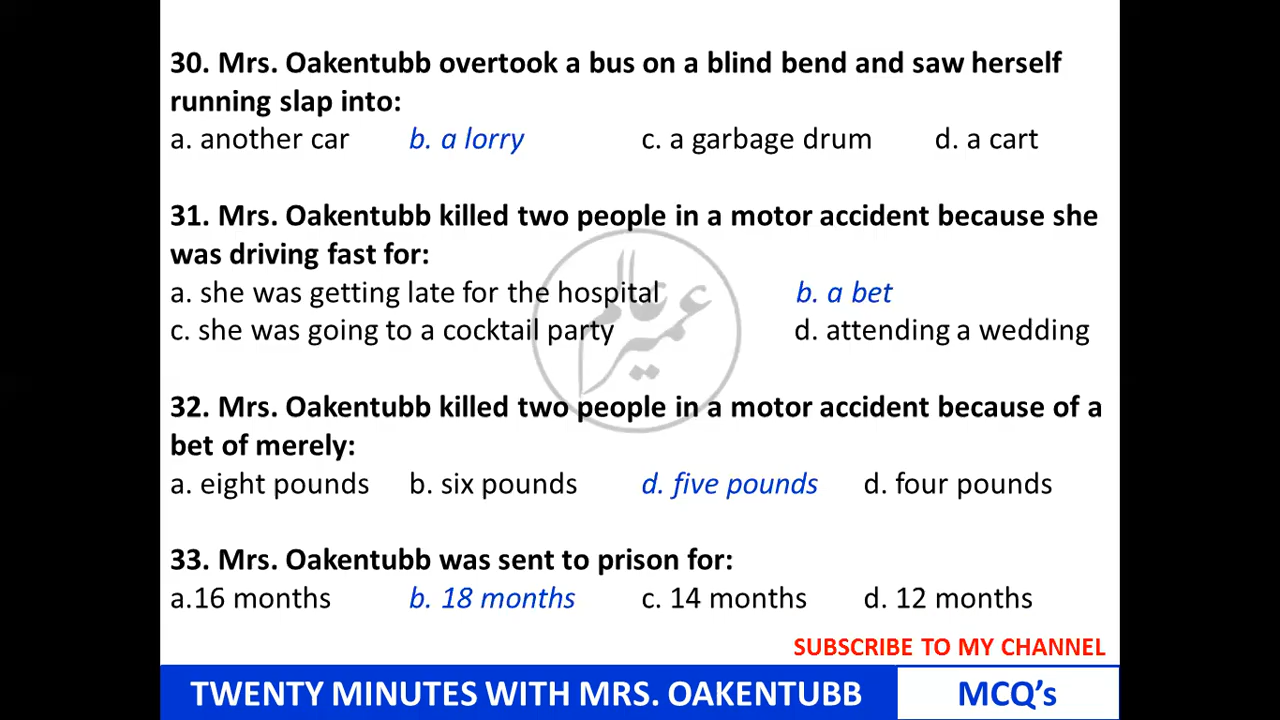 30. Mrs. Oakentubb overtook a bus on a blind bend and saw herself
running slap into:
a. another car b. a lorry c. a garbage drum d. a cart
31. Mrs. Oakentubb killed two people in a motor accident because she
was driving fast for:
a. she was getting late for the hospital b. a bet
c. she was going to a cocktail party d. attending a wedding
عمیر عالم
32. Mrs. Oakentubb killed two people in a motor accident because of a
bet of merely:
a. eight pounds b. six pounds d. five pounds d. four pounds
33. Mrs. Oakentubb was sent to prison for:
a.16 months b. 18 months c. 14 months d. 12 months
SUBSCRIBE TO MY CHANNEL
TWENTY MINUTES WITH MRS. OAKENTUBB MCQ’s